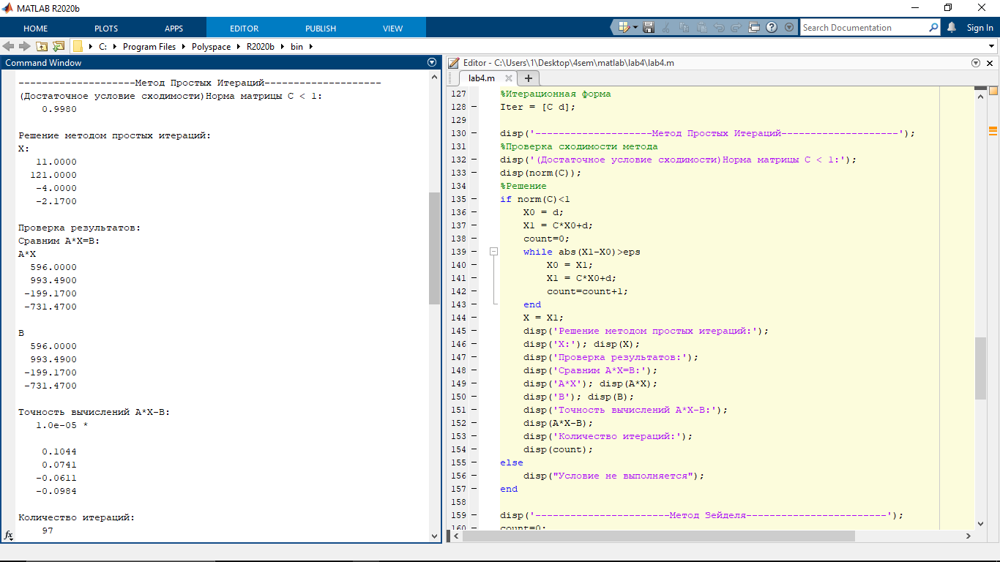 MATLAB R2020b
HOME PLOTS APPS EDITOR PUBLISH VIEW Search Documentation Sign In
C: Program Files Polyspace R2020b bin
Command Window
--------------------Метод Простых Итераций--------------------
(Достаточное условие сходимости)Норма матрицы C < 1:
0.9980
Решение методом простых итераций:
X:
11.0000
121.0000
-4.0000
-2.1700
Проверка результатов:
Сравним A*X=B:
A*X
596.0000
993.4900
-199.1700
-731.4700
B
596.0000
993.4900
-199.1700
-731.4700
Точность вычислений A*X-B:
1.0e-05 *
0.1044
0.0741
-0.0611
-0.0984
Количество итераций:
97
fx
Editor - C:\Users\1\Desktop\4sem\matlab\lab4\lab4.m
lab4.m
127 %Итерационная форма
128 Iter = [C d];
129
130 disp('--------------------Метод Простых Итераций--------------------');
131 %Проверка сходимости метода
132 disp('(Достаточное условие сходимости)Норма матрицы C < 1:');
133 disp(norm(C));
134 %Решение
135 if norm(C)<1
136 X0 = d;
137 X1 = C*X0+d;
138 count=0;
139 while abs(X1-X0)>eps
140 X0 = X1;
141 X1 = C*X0+d;
142 count=count+1;
143 end
144 X = X1;
145 disp('Решение методом простых итераций:');
146 disp('X:'); disp(X);
147 disp('Проверка результатов:');
148 disp('Сравним A*X=B:');
149 disp('A*X'); disp(A*X);
150 disp('B'); disp(B);
151 disp('Точность вычислений A*X-B:');
152 disp(A*X-B);
153 disp('Количество итераций:');
154 disp(count);
155 else
156 disp("Условие не выполняется");
157 end
158
159 disp('-----------------------Метод Зейделя------------------------');
160 count=0;